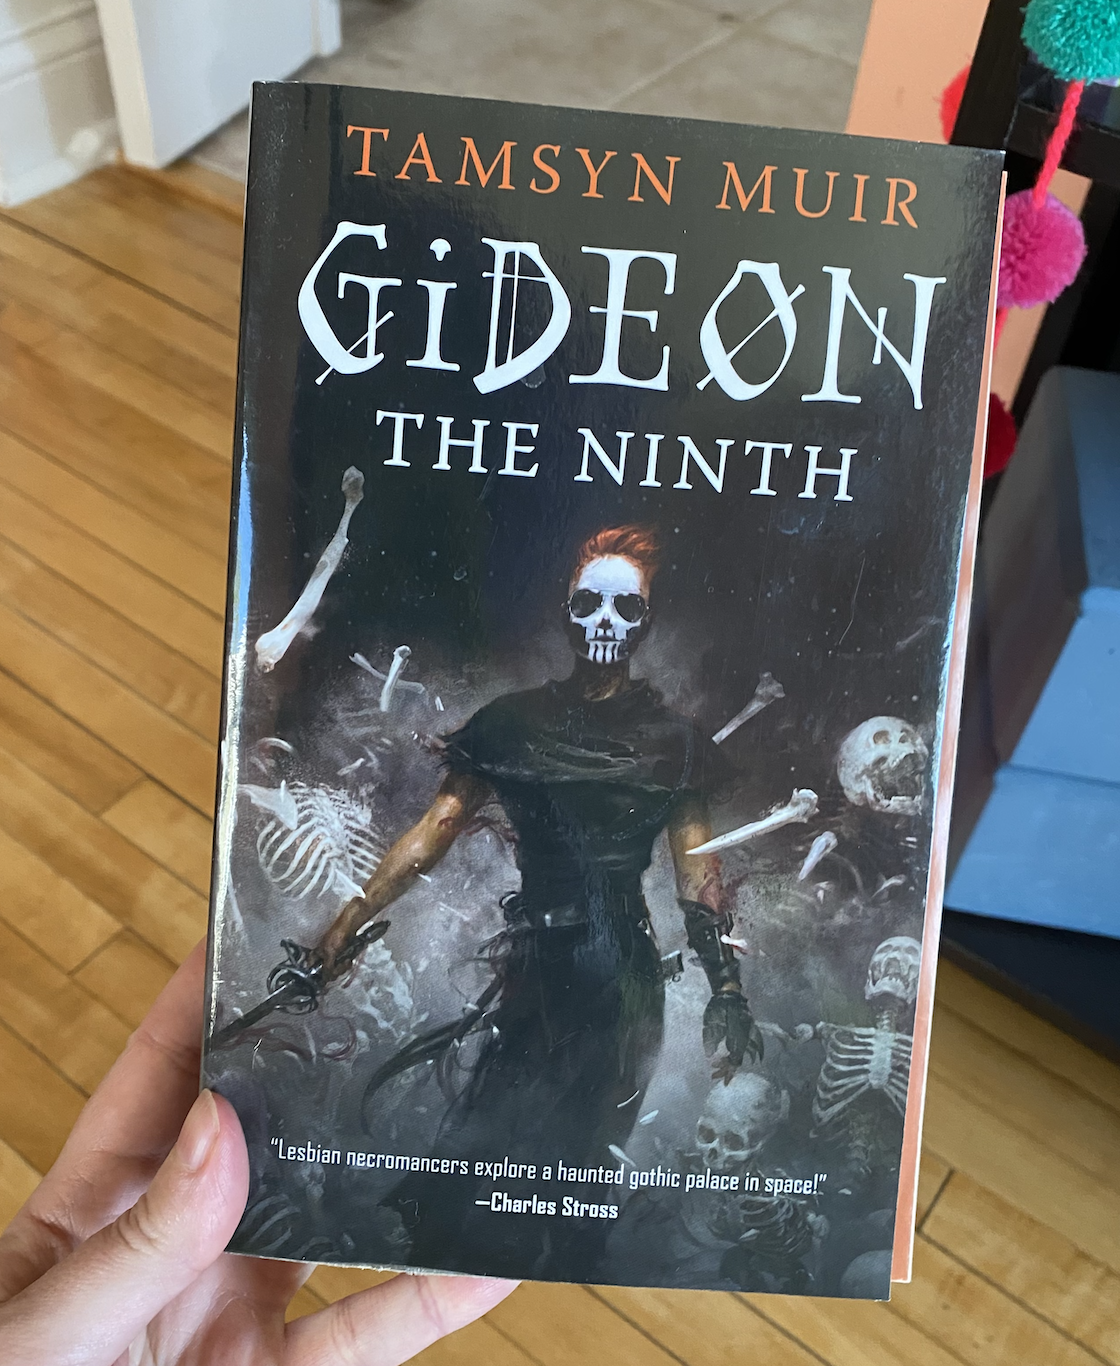 TAMSYN MUIR
GiDEON
THE NINTH
“Lesbian necromancers explore a haunted gothic palace in space!”
—Charles Stross